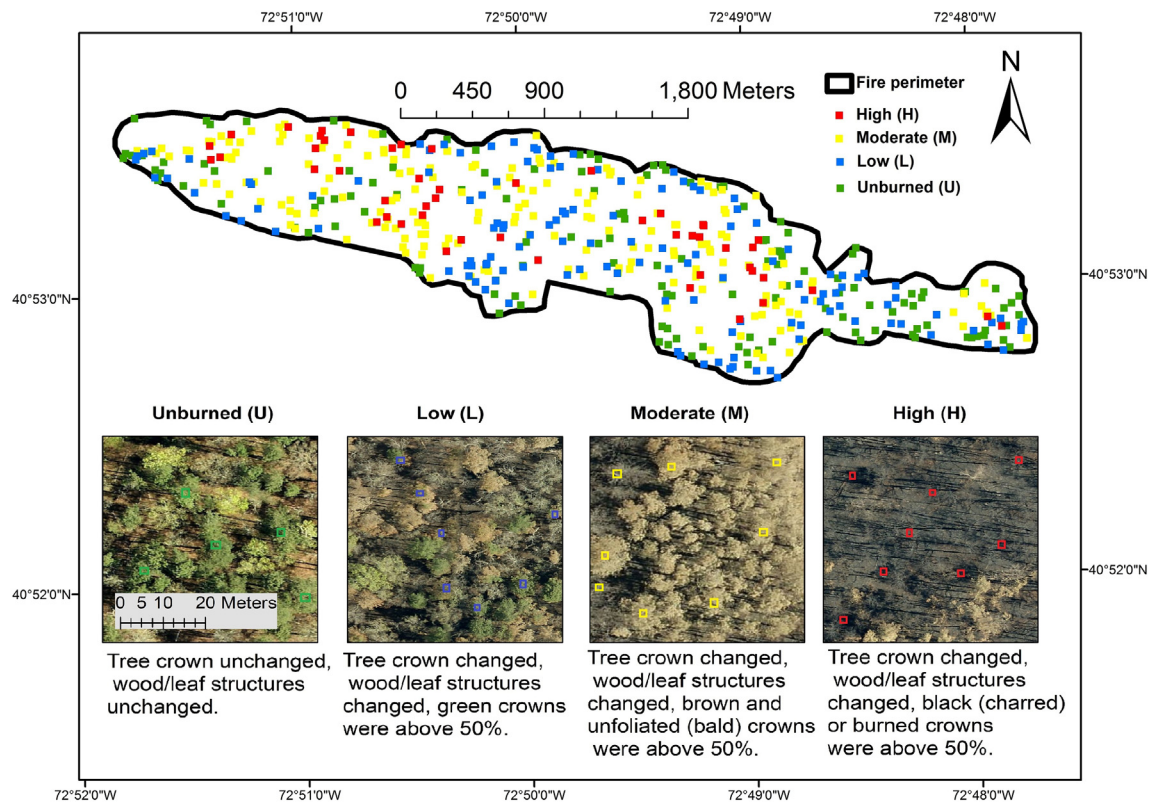 72°51'0"W 72°50'0"W 72°49'0"W 72°48'0"W
N
0 450 900 1,800 Meters
Fire perimeter
High (H)
Moderate (M)
Low (L)
Unburned (U)
40°53'0"N 40°53'0"N
Unburned (U) Low (L) Moderate (M) High (H)
40°52'0"N 40°52'0"N
0 5 10 20 Meters
Tree crown unchanged,
wood/leaf structures
unchanged.
Tree crown changed,
wood/leaf structures
changed, green crowns
were above 50%.
Tree crown changed,
wood/leaf structures
changed, brown and
unfoliated (bald) crowns
were above 50%.
Tree crown changed,
wood/leaf structures
changed, black (charred)
or burned crowns
were above 50%.
72°52'0"W 72°51'0"W 72°50'0"W 72°49'0"W 72°48'0"W